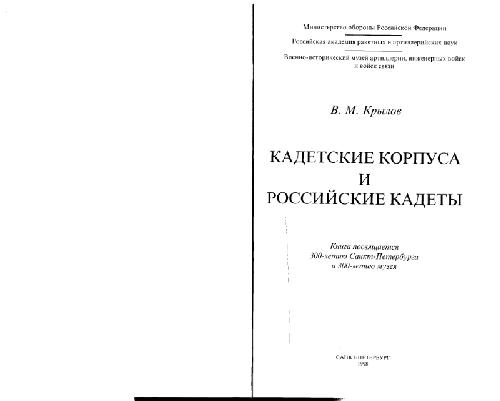 Министерство обороны Российской Федерации
Российская академия ракетных и артиллерийских наук
Военно-исторический музей артиллерии, инженерных войск
и войск связи
В. М. Крылов
КАДЕТСКИЕ КОРПУСА
И
РОССИЙСКИЕ КАДЕТЫ
Книга посвящается
300-летию Санкт-Петербурга
и 300-летию музея
САНКТ-ПЕТЕРБУРГ
1998